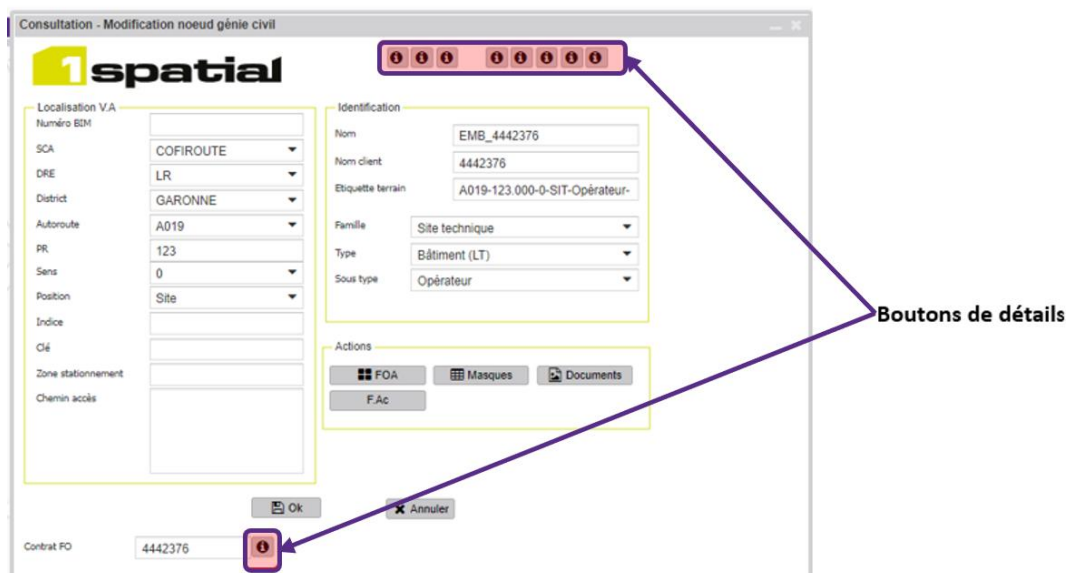 Consultation - Modification noeud génie civil
1spatial
Localisation V.A
Numéro BIM
SCA COFIROUTE
DRE LR
District GARONNE
Autoroute A019
PR 123
Sens 0
Position Site
Indice
Clé
Zone stationnement
Chemin accès
Identification
Nom EMB_4442376
Nom client 4442376
Etiquette terrain A019-123.000-0-SIT-Opérateur-
Famille Site technique
Type Bâtiment (LT)
Sous type Opérateur
Actions
FOA Masques Documents
F.Ac
Boutons de détails
Ok Annuler
Contrat FO 4442376